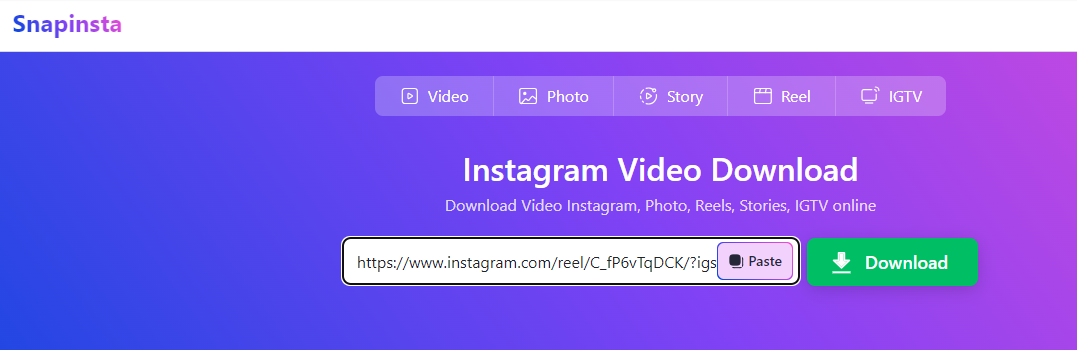 Snapinsta
Video Photo Story Reel IGTV
Instagram Video Download
Download Video Instagram, Photo, Reels, Stories, IGTV online
https://www.instagram.com/reel/C_fP6vTqDCK/?igs Paste Download